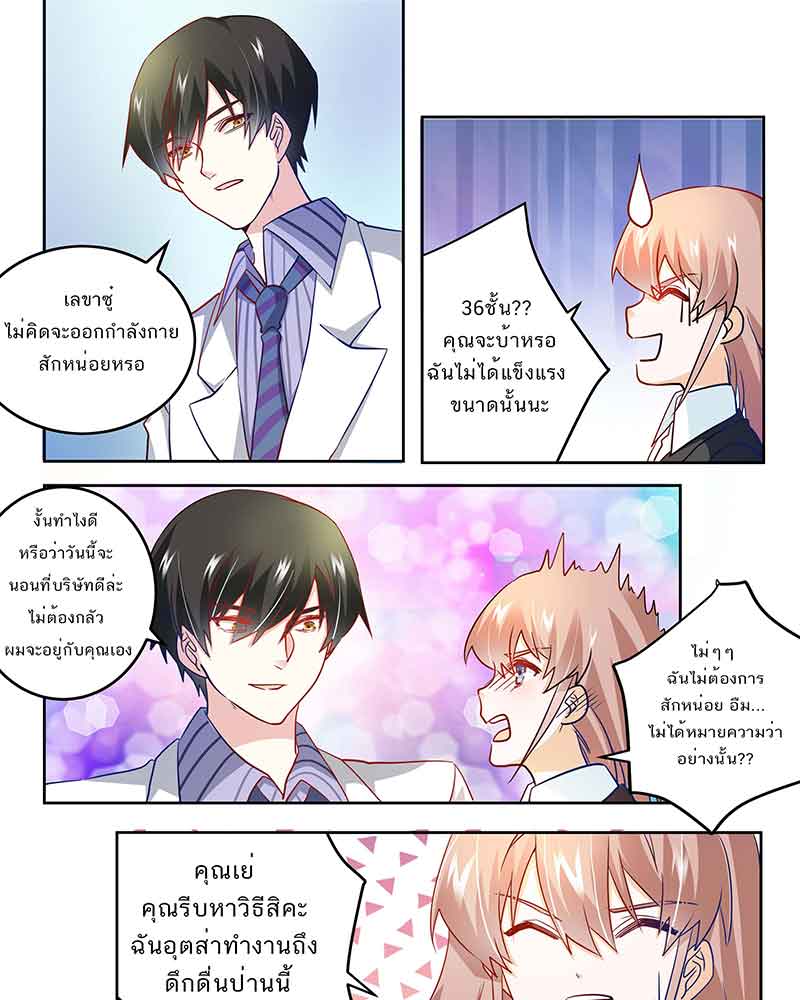 เลขาซู่
ไม่คิดจะออกกำลังกาย
สักหน่อยหรอ
36ชั้น??
คุณจะบ้าหรอ
ฉันไม่ได้แข็งแรง
ขนาดนั้นนะ
งั้นทำไงดี
หรือว่าวันนี้จะ
นอนที่บริษัทดีล่ะ
ไม่ต้องกลัว
ผมจะอยู่กับคุณเอง
ไม่ๆๆ
ฉันไม่ต้องการ
สักหน่อย อืม...
ไม่ได้หมายความว่า
อย่างนั้น??
คุณเย่
คุณรีบหาวิธีสิคะ
ฉันอุตส่าทำงานถึง
ดึกดื่นป่านนี้